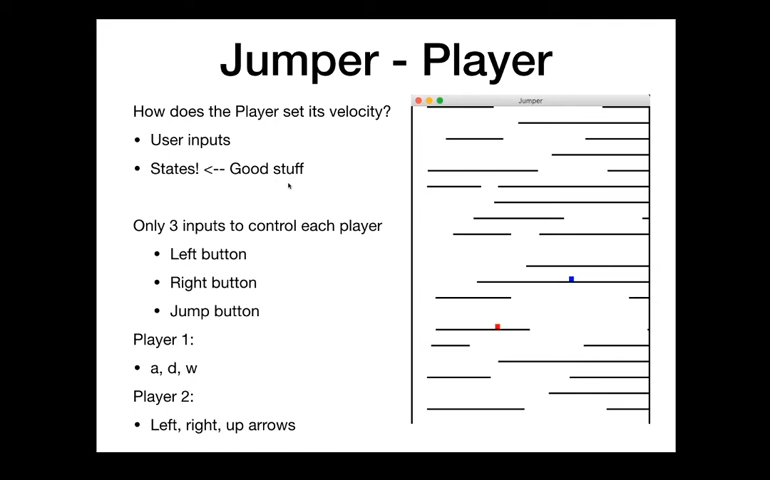 Jumper - Player
How does the Player set its velocity?
• User inputs
• States! <-- Good stuff
Only 3 inputs to control each player
• Left button
• Right button
• Jump button
Player 1:
• a, d, w
Player 2:
• Left, right, up arrows
Jumper